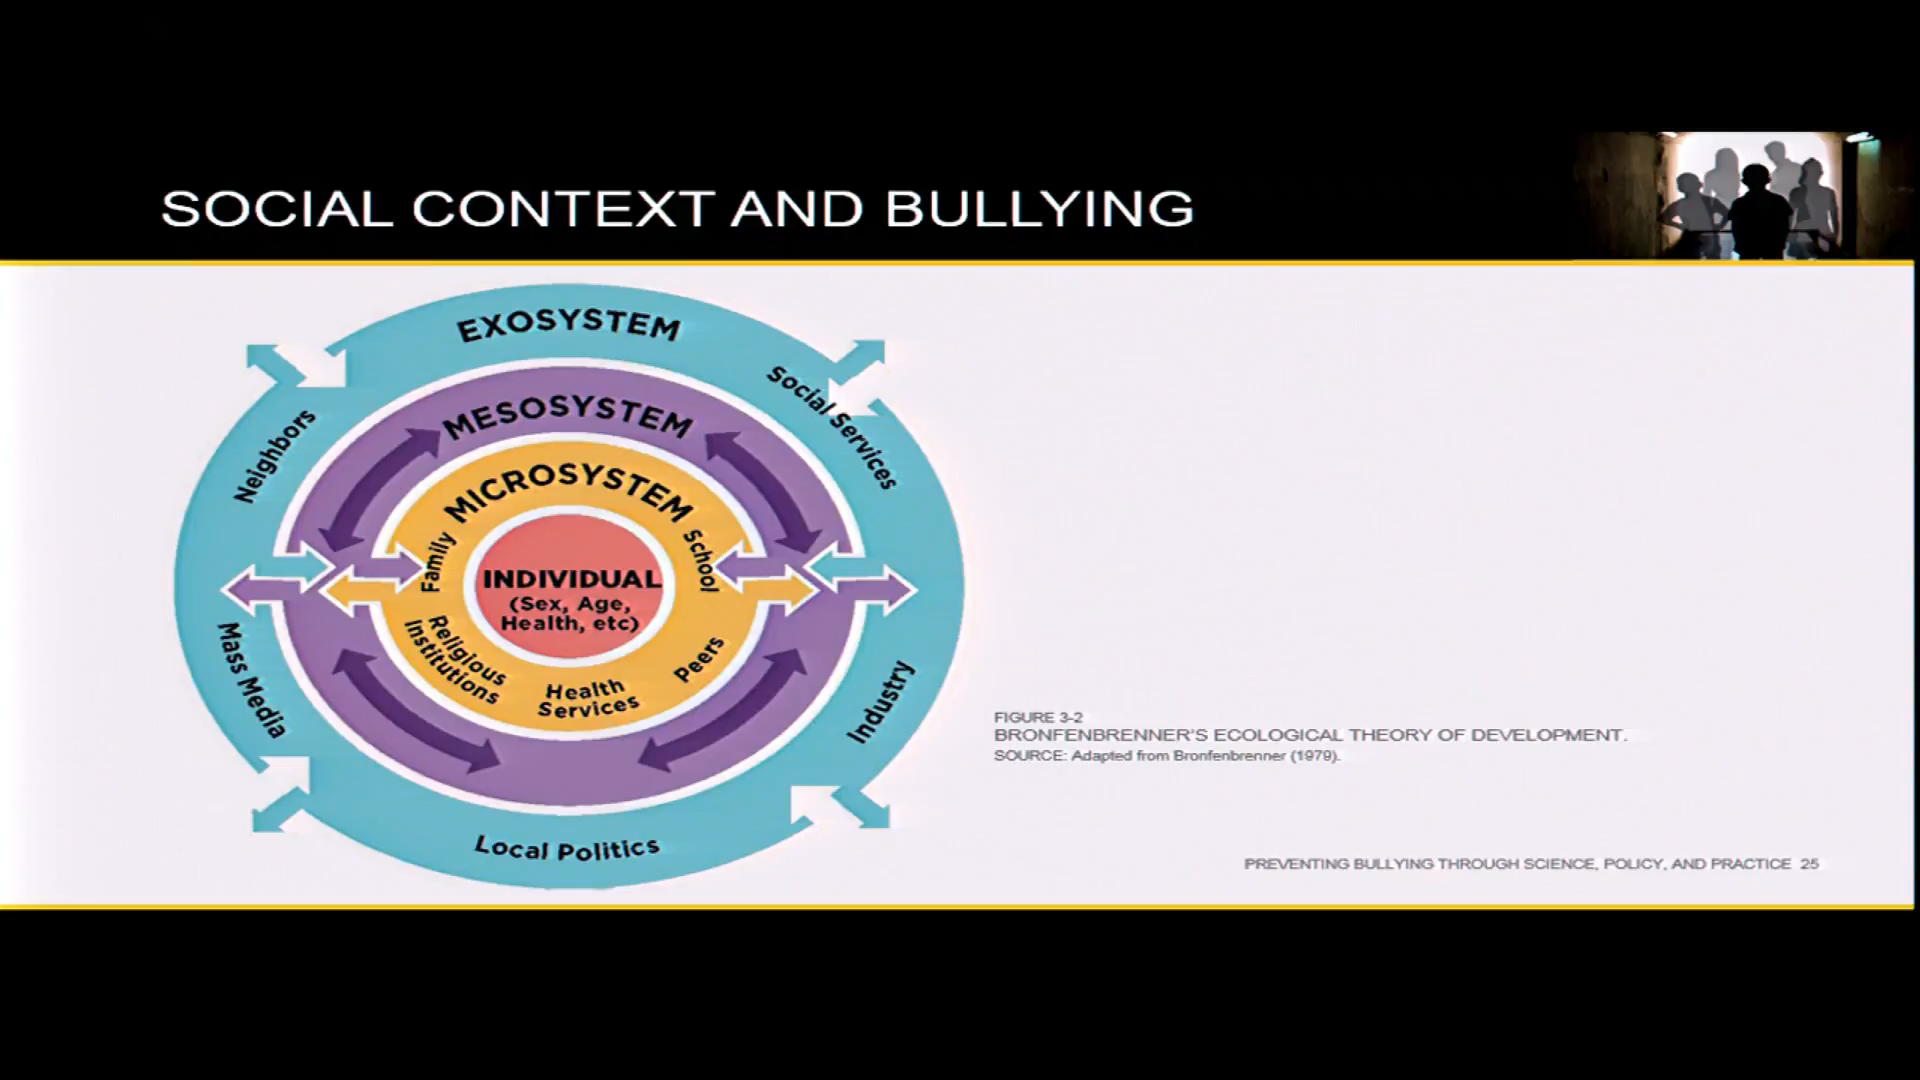 SOCIAL CONTEXT AND BULLYING
EXOSYSTEM
Social Services
Neighbors
MESOSYSTEM
MICROSYSTEM
Family
School
INDIVIDUAL
(Sex, Age,
Health, etc)
Religious
Institutions
Health
Services
Peers
Mass Media
Industry
Local Politics
FIGURE 3-2
BRONFENBRENNER'S ECOLOGICAL THEORY OF DEVELOPMENT.
SOURCE: Adapted from Bronfenbrenner (1979).
PREVENTING BULLYING THROUGH SCIENCE, POLICY, AND PRACTICE 25